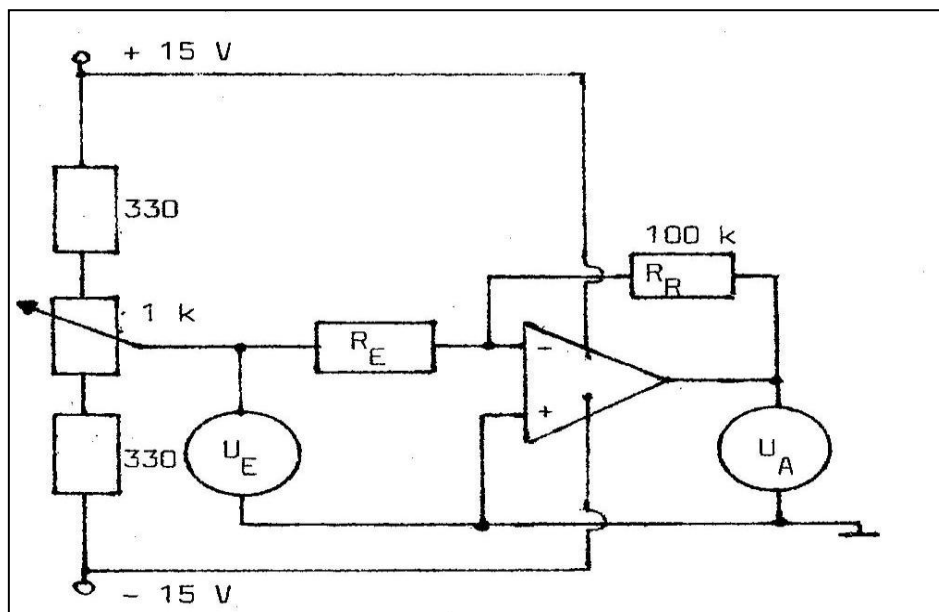 + 15 V
330
100 k
R_R
1 k
R_E
-
+
330
U_E
U_A
- 15 V